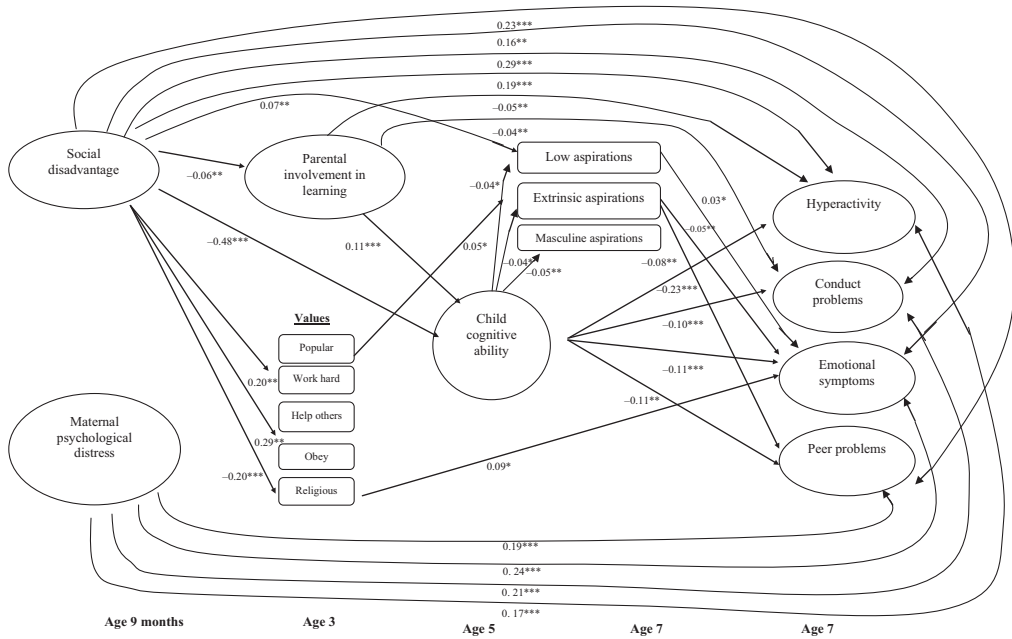 0.23***
0.16**
0.29***
0.19***
0.07**
–0.05**
–0.04**
Social
disadvantage
Parental
involvement in
learning
–0.06**
Low aspirations
–0.04*
Extrinsic aspirations
0.03*
Hyperactivity
–0.05**
Masculine aspirations
–0.48***
0.11***
0.05*
–0.04*
–0.05**
–0.08**
–0.23***
Conduct
problems
Values
Child
cognitive
ability
–0.10***
Popular
Work hard
0.20**
–0.11***
Emotional
symptoms
Help others
–0.11**
Maternal
psychological
distress
0.29**
Obey
Peer problems
–0.20***
Religious
0.09*
0.19***
0. 24***
0. 21***
0. 17***
Age 9 months
Age 3
Age 5
Age 7
Age 7